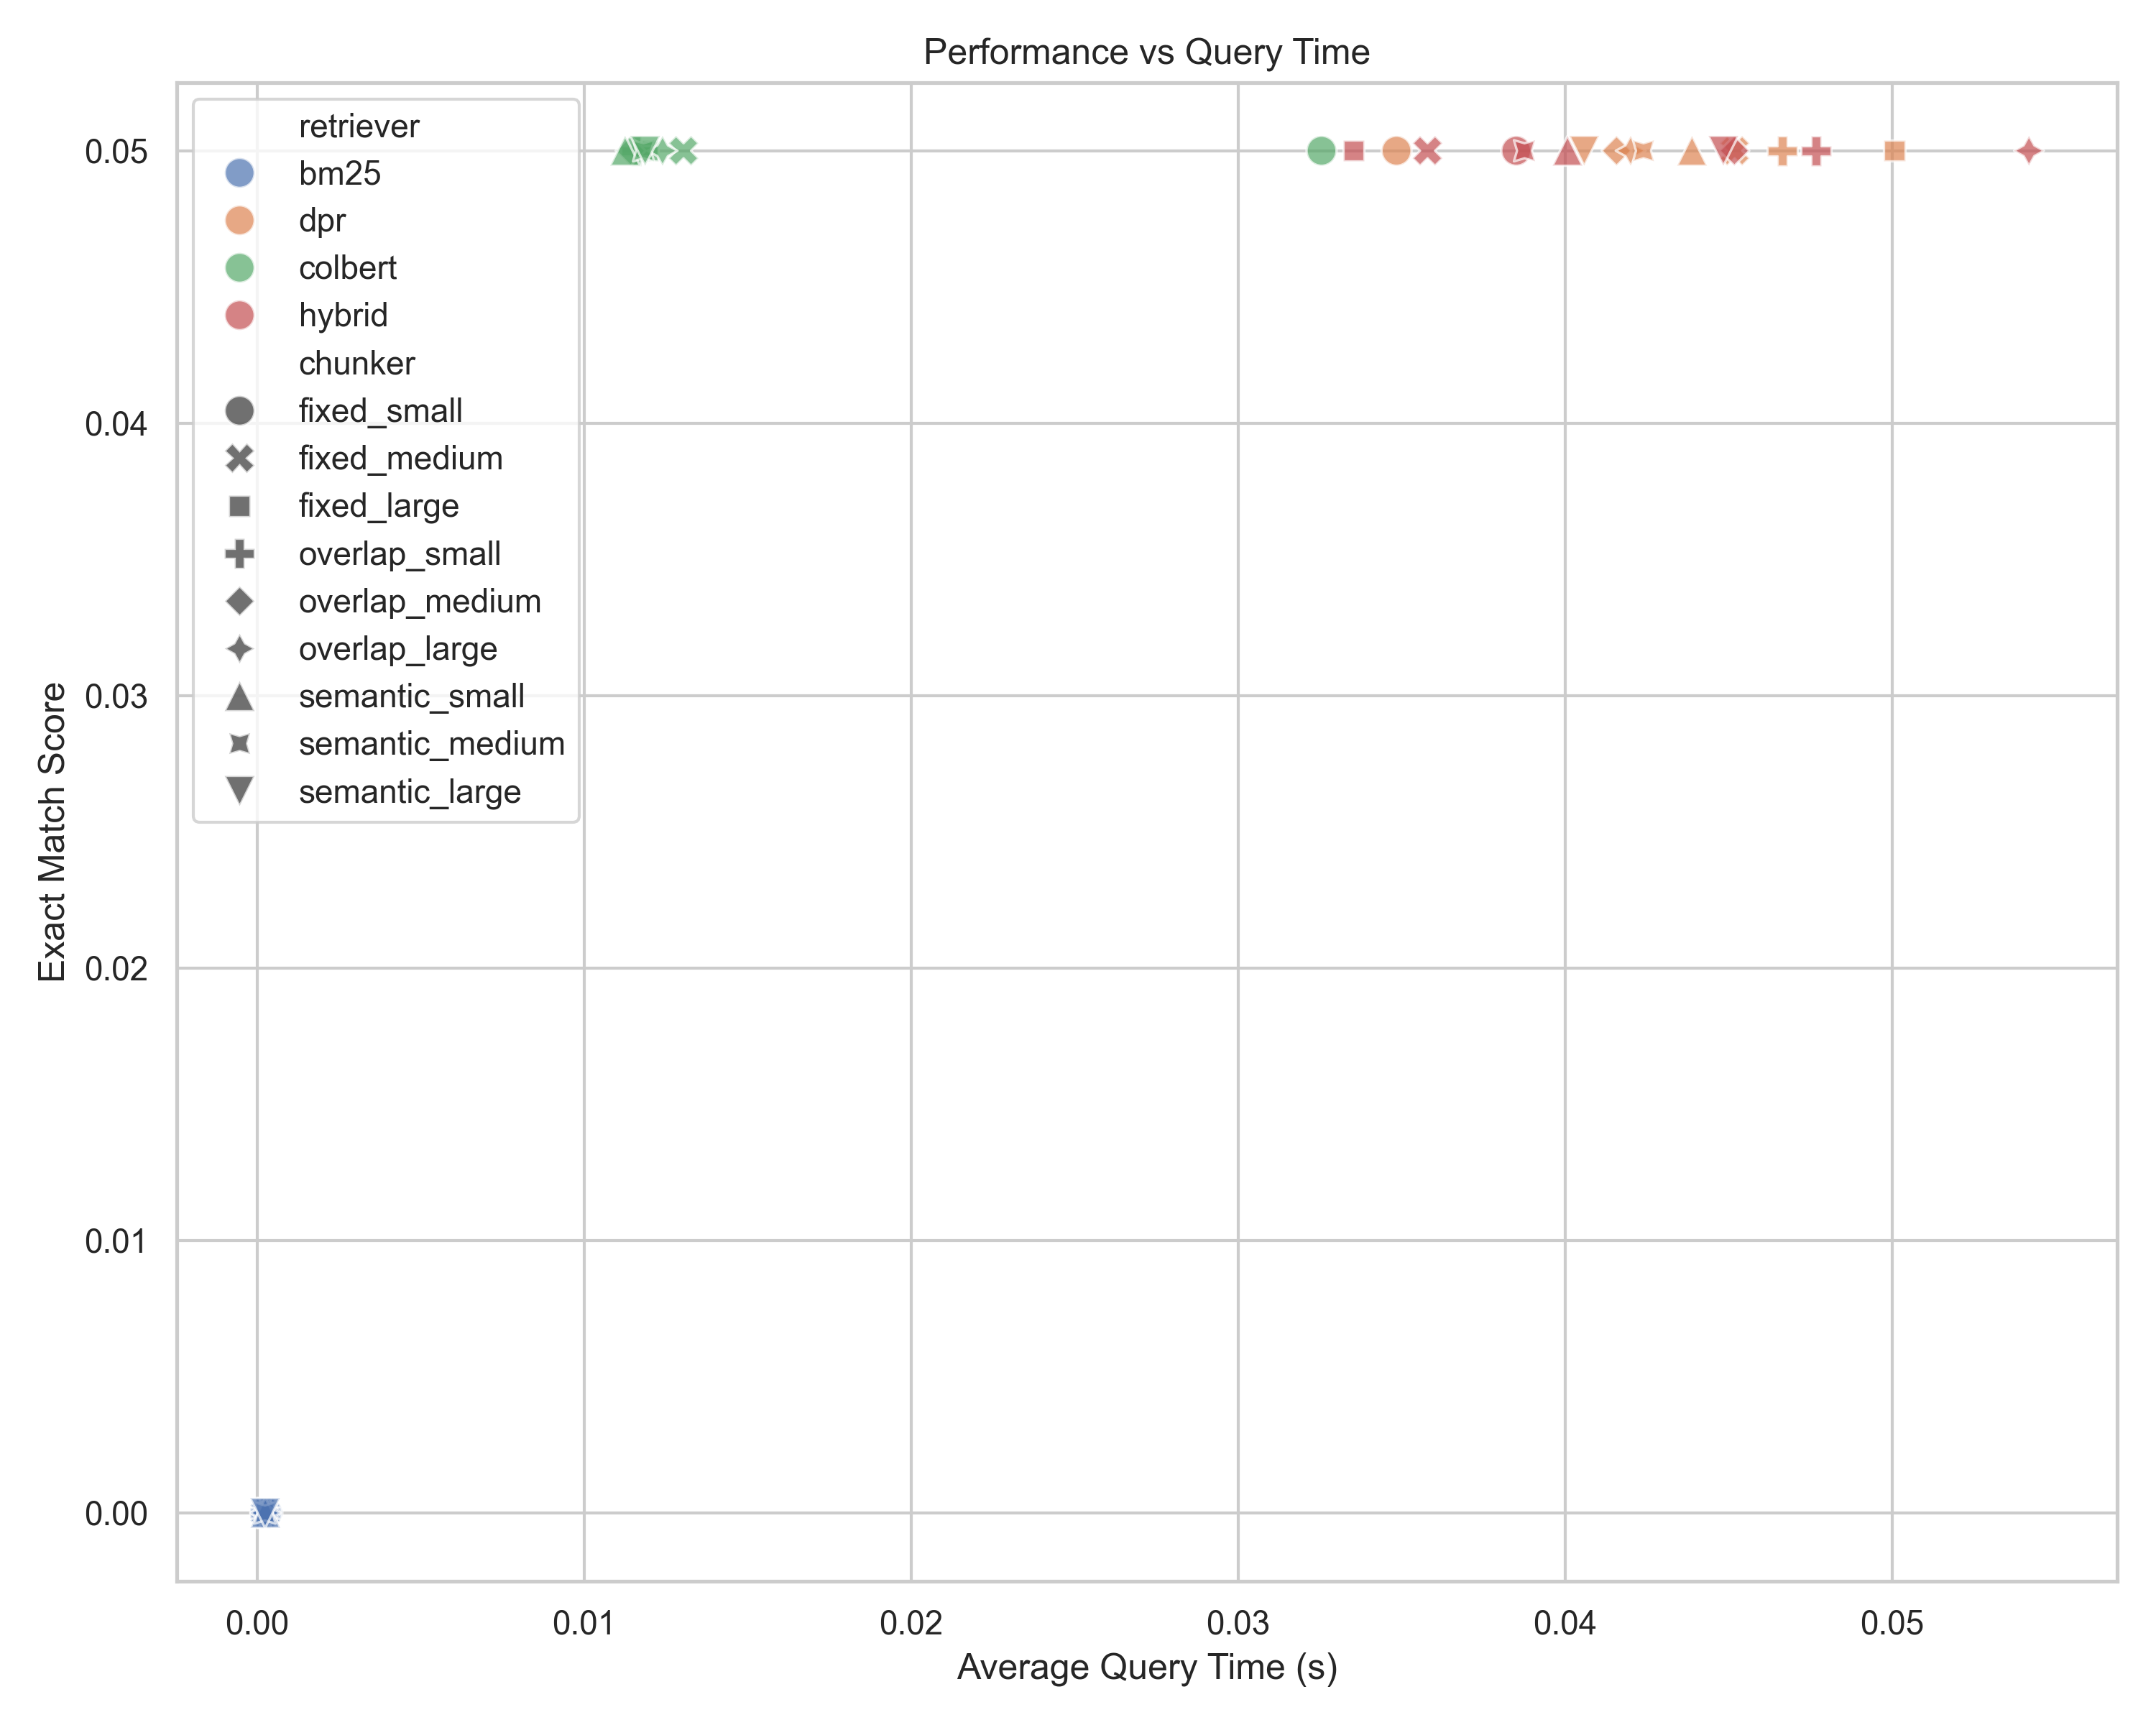 Performance vs Query Time
retriever
bm25
dpr
colbert
hybrid
chunker
fixed_small
fixed_medium
fixed_large
overlap_small
overlap_medium
overlap_large
semantic_small
semantic_medium
semantic_large
Exact Match Score
0.05
0.04
0.03
0.02
0.01
0.00
0.00
0.01
0.02
0.03
0.04
0.05
Average Query Time (s)